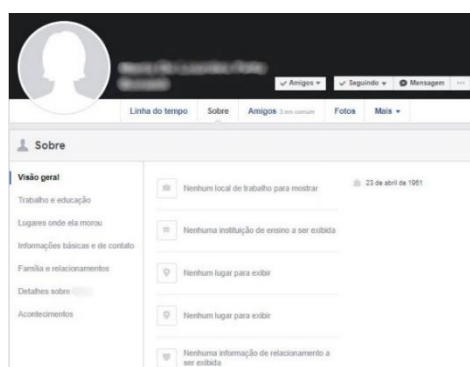 Amigos
Seguindo
Mensagem
Linha do tempo
Sobre
Amigos 3 em comum
Fotos
Mais
Sobre
Visão geral
Trabalho e educação
Lugares onde ela morou
Informações básicas e de contato
Família e relacionamentos
Detalhes sobre
Acontecimentos
Nenhum local de trabalho para mostrar
Nenhuma instituição de ensino a ser exibida
Nenhum lugar para exibir
Nenhum lugar para exibir
Nenhuma informação de relacionamento a
ser exibida
23 de abril de 1961